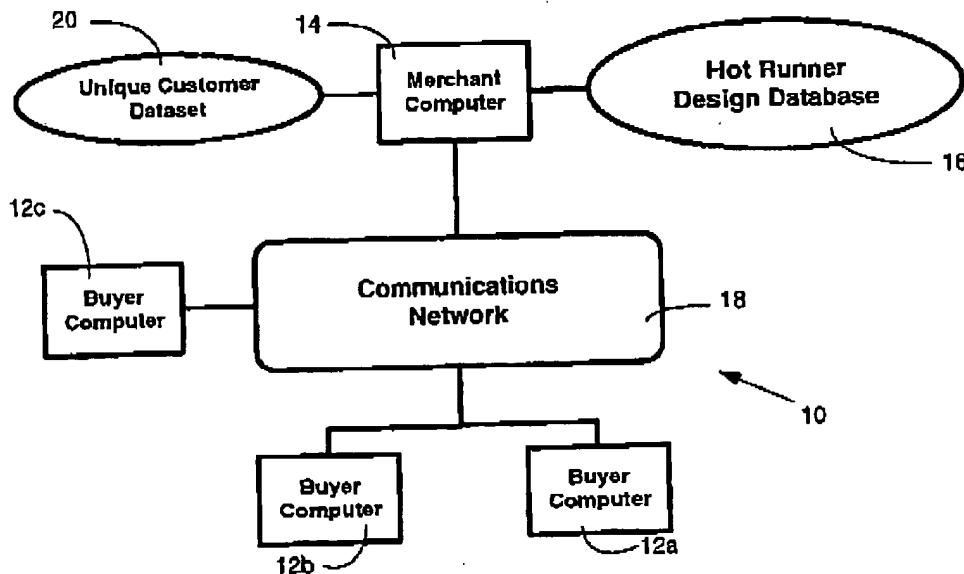 20
14
Unique Customer
Dataset
Merchant
Computer
Hot Runner
Design Database
16
12c
Buyer
Computer
Communications
Network
18
10
Buyer
Computer
12b
Buyer
Computer
12a